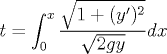 t = \int_0^x \frac{\sqrt{1 + (y')^2}}{\sqrt{2gy}} dx